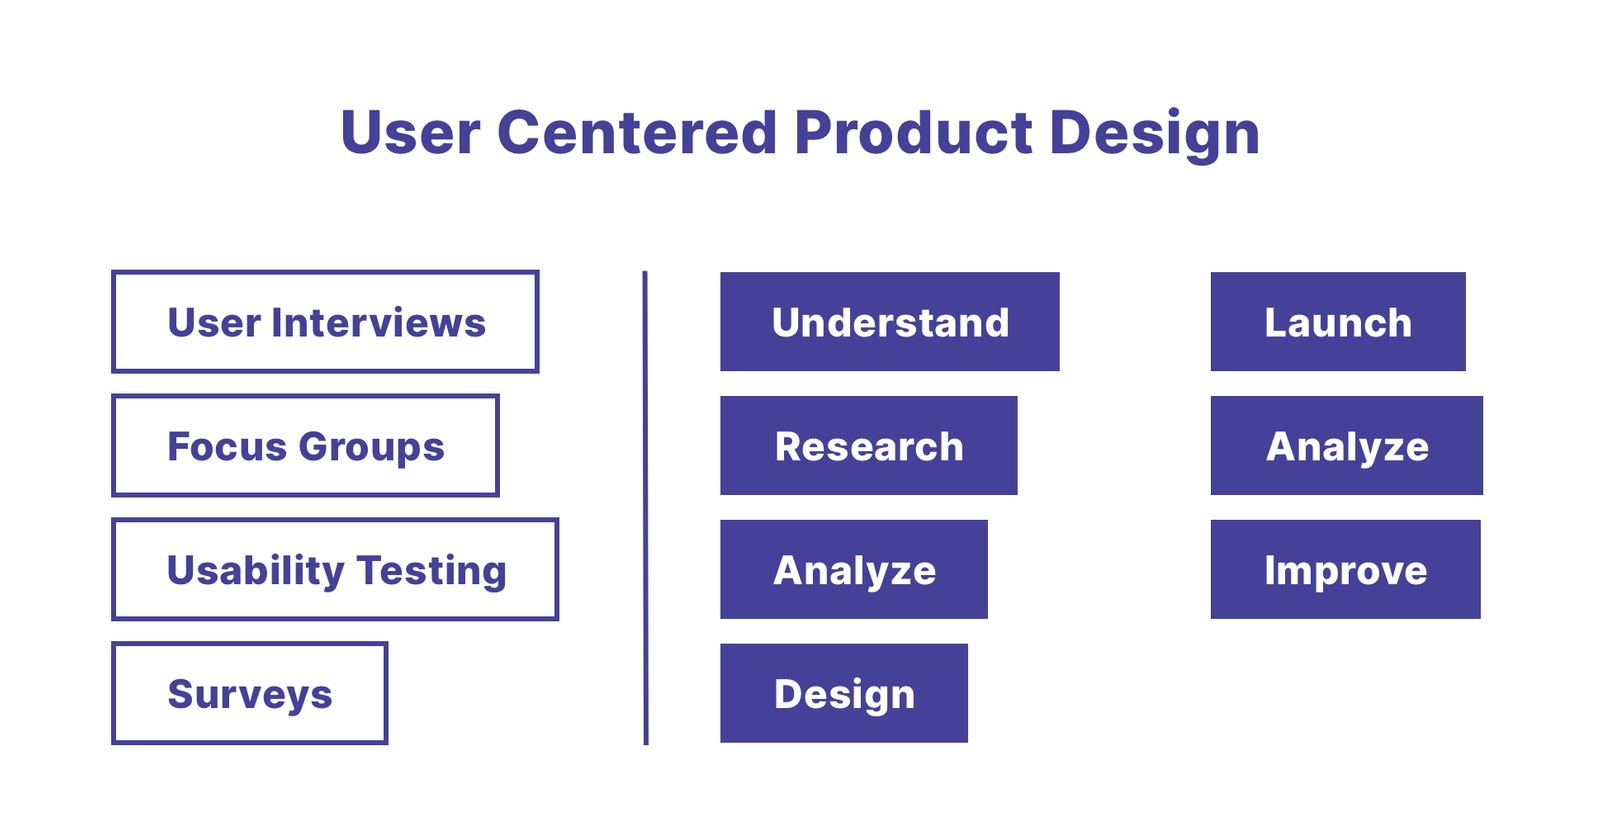 User Centered Product Design
User Interviews
Focus Groups
Usability Testing
Surveys
Understand
Research
Analyze
Design
Launch
Analyze
Improve